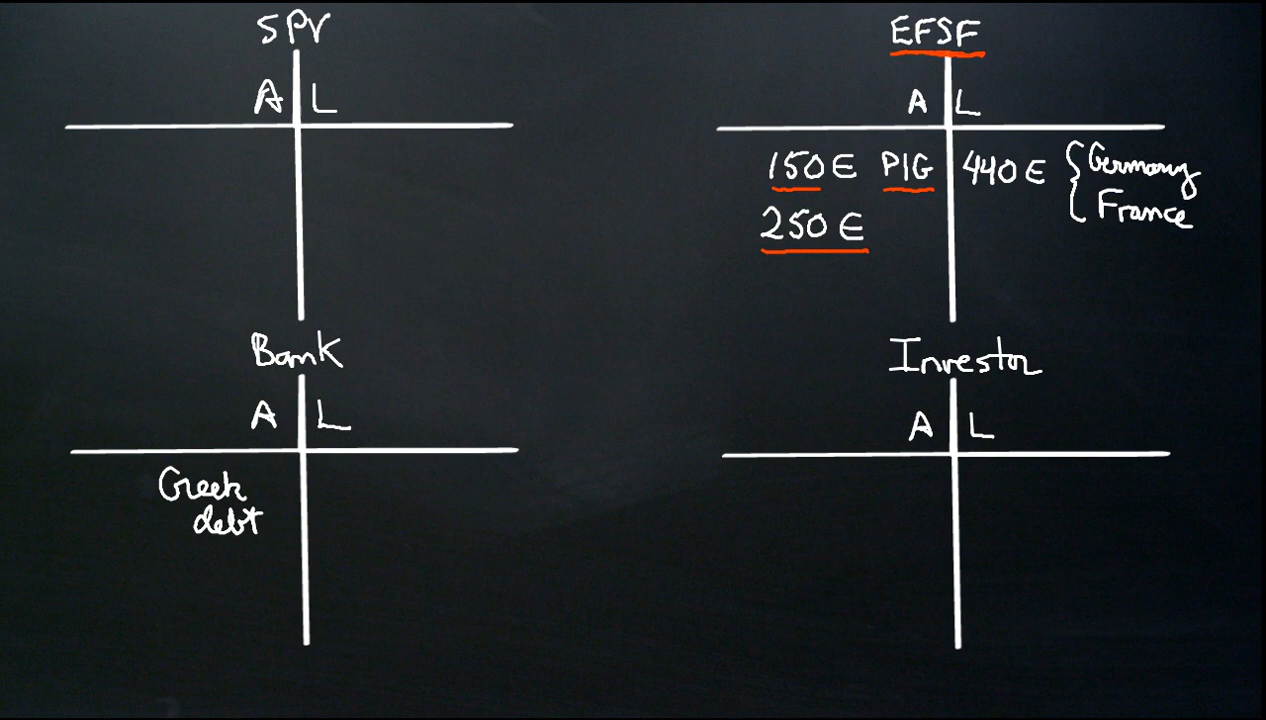 SPV
A L
EFSF
A L
150 € PIG 440 € { Germany
France
250 €
Bank
A L
Greek
debt
Investor
A L